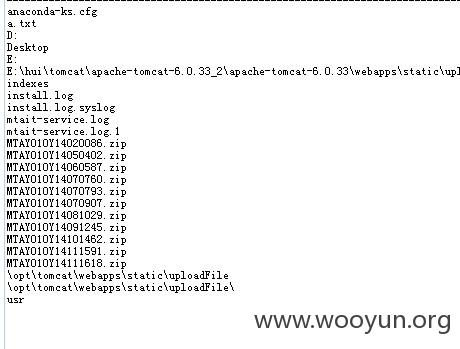 anaconda-ks.cfg
a.txt
D:
Desktop
E:
E:\hui\tomcat\apache-tomcat-6.0.33_2\apache-tomcat-6.0.33\webapps\static\upl
indexes
install.log
install.log.syslog
mtait-service.log
mtait-service.log.1
MTAY010Y14020086.zip
MTAY010Y14050402.zip
MTAY010Y14060587.zip
MTAY010Y14070760.zip
MTAY010Y14070793.zip
MTAY010Y14070907.zip
MTAY010Y14081029.zip
MTAY010Y14091245.zip
MTAY010Y14101462.zip
MTAY010Y14111591.zip
MTAY010Y14111618.zip
\opt\tomcat\webapps\static\uploadFile
\opt\tomcat\webapps\static\uploadFile\
usr
www.wooyun.org